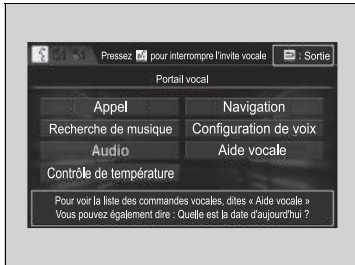 Pressez pour interrompre l'invite vocale : Sortie
Portail vocal
Appel Navigation
Recherche de musique Configuration de voix
Audio Aide vocale
Contrôle de température
Pour voir la liste des commandes vocales, dites « Aide vocale »
Vous pouvez également dire : Quelle est la date d'aujourd'hui ?